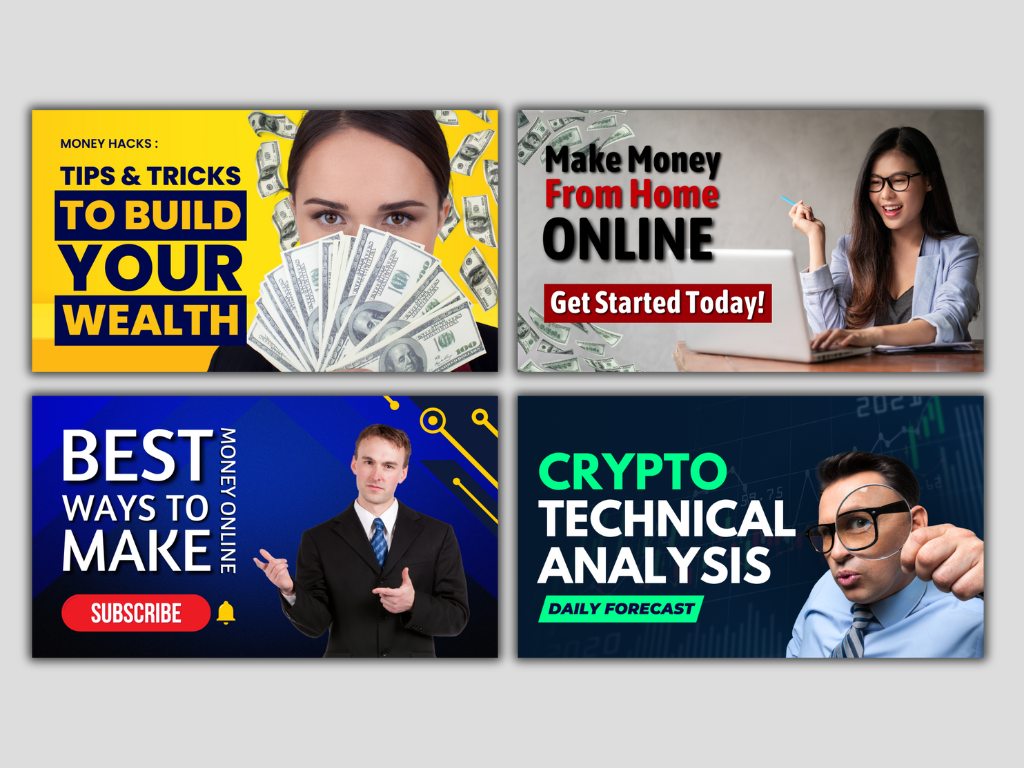 MONEY HACKS :
TIPS & TRICKS
TO BUILD
YOUR
WEALTH
Make Money
From Home
ONLINE
Get Started Today!
BEST
WAYS TO
MAKE
MONEY ONLINE
SUBSCRIBE
CRYPTO
TECHNICAL
ANALYSIS
DAILY FORECAST
2020